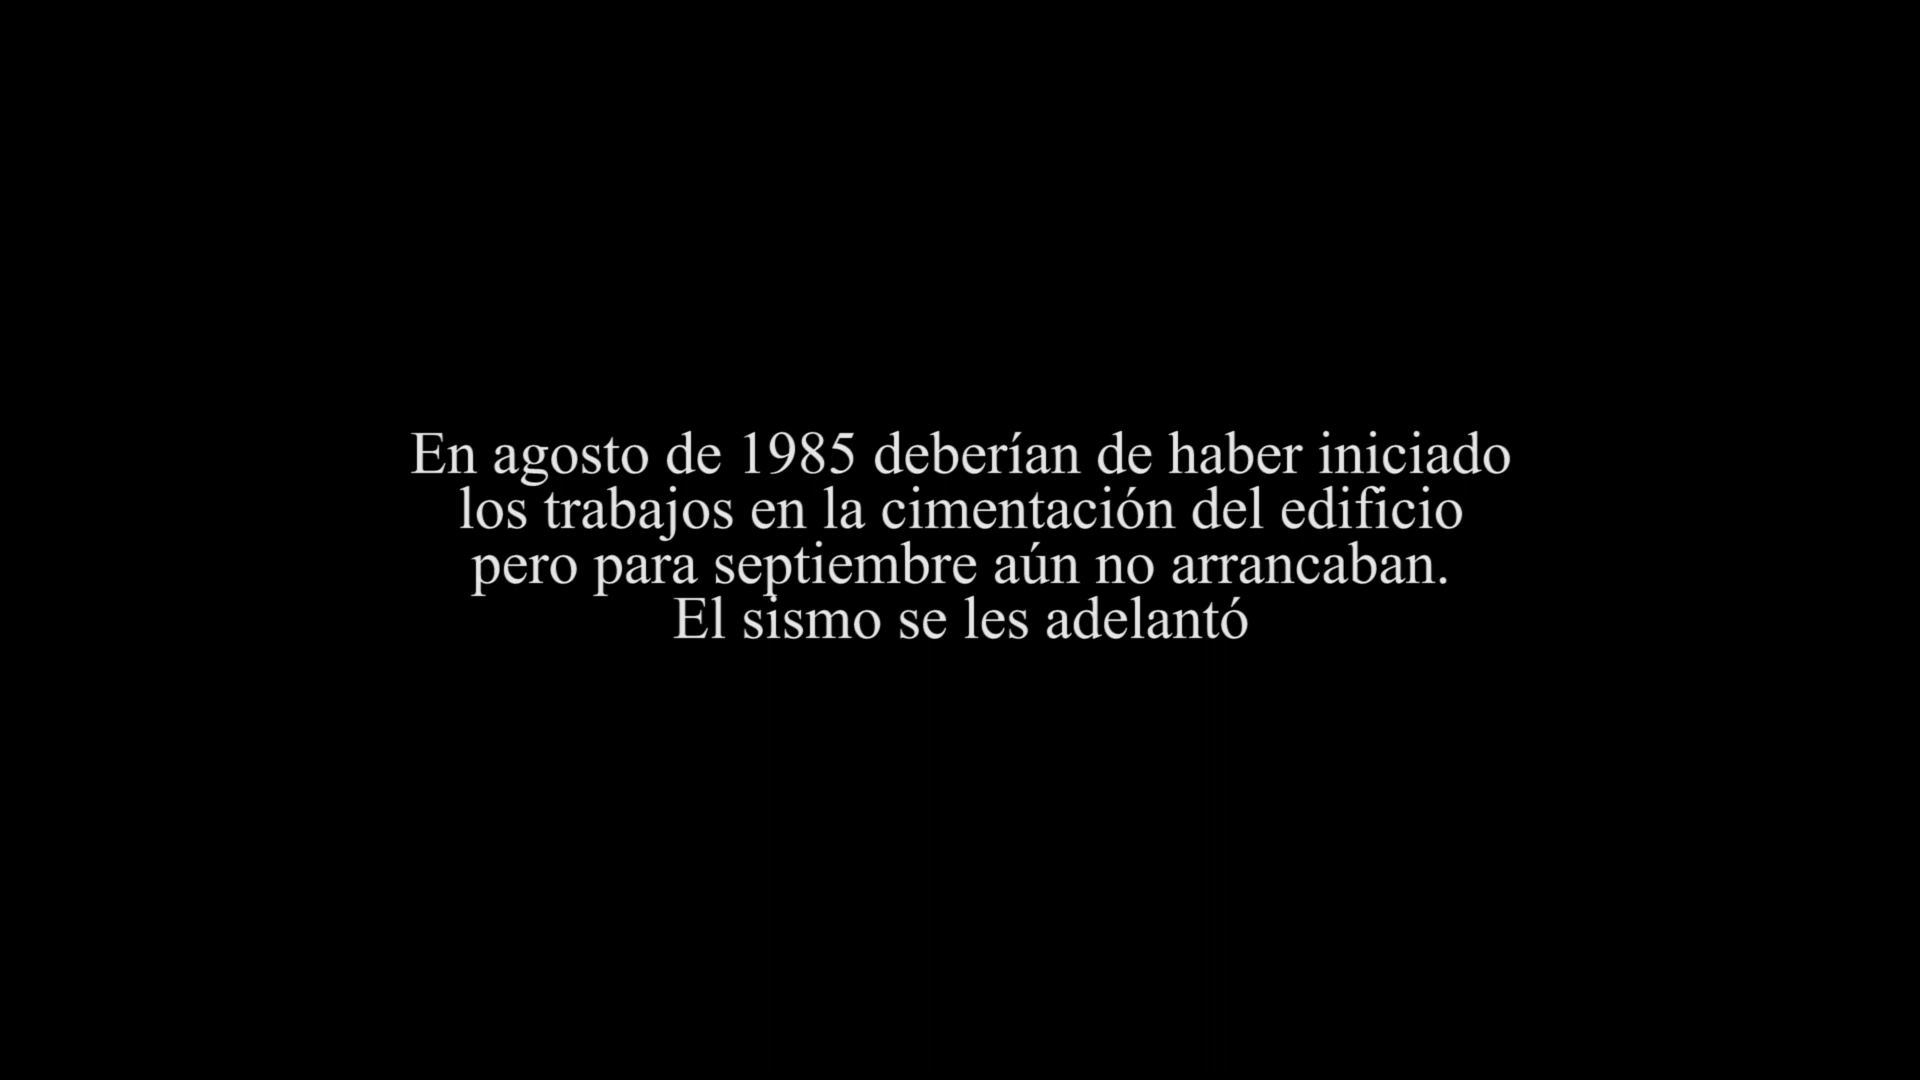 En agosto de 1985 deberían de haber iniciado
los trabajos en la cimentación del edificio
pero para septiembre aún no arrancaban.
El sismo se les adelantó